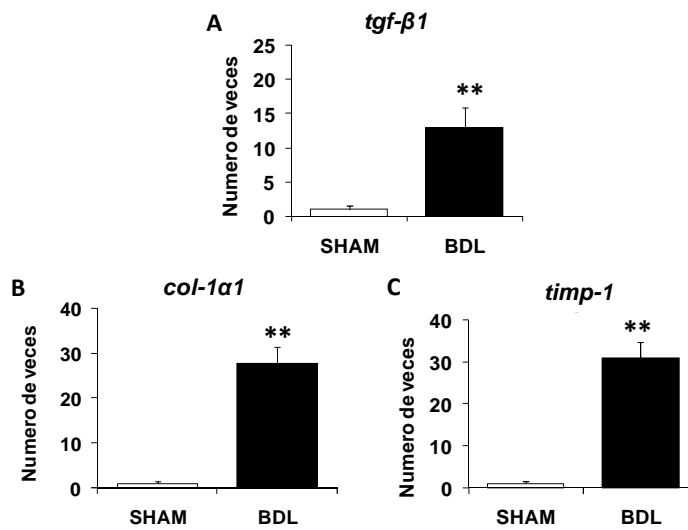 A
tgf-β1
Numero de veces
25
20
15
10
5
0
**
SHAM BDL
B
col-1α1
Numero de veces
40
30
20
10
0
**
SHAM BDL
C
timp-1
Numero de veces
40
30
20
10
0
**
SHAM BDL